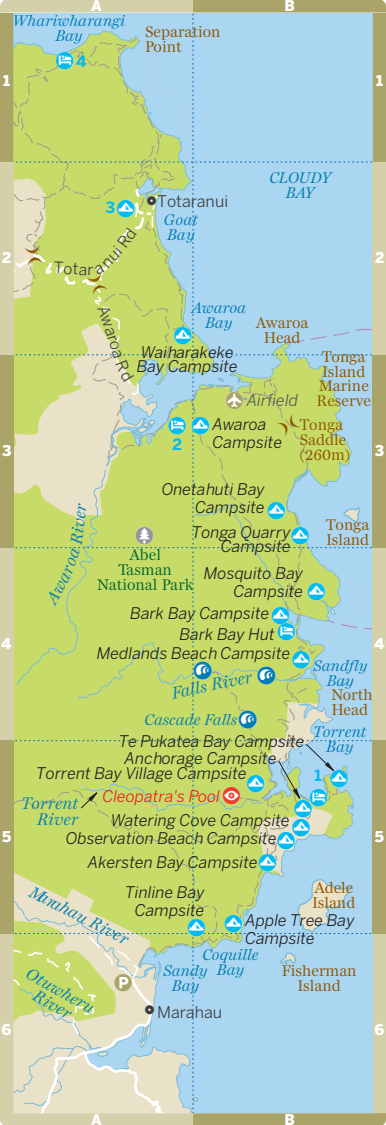 A
B
Whariwharangi
Bay
Separation
Point
4
1
1
CLOUDY
BAY
3
Totaranui
Goat
Bay
2
2
Totaranui Rd
Awaroa Rd
Awaroa
Bay
Waiharakeke
Bay Campsite
Awaroa
Head
Tonga
Island
Marine
Reserve
Airfield
2
Awaroa
Campsite
Tonga
Saddle
(260m)
3
3
Onetahuti Bay
Campsite
Tonga Quarry
Campsite
Tonga
Island
Awaroa River
Abel
Tasman
National Park
Mosquito Bay
Campsite
Bark Bay Campsite
Bark Bay Hut
Medlands Beach Campsite
4
4
Falls River
Sandfly
Bay
North
Head
Cascade Falls
Torrent
Bay
Te Pukatea Bay Campsite
Anchorage Campsite
Torrent Bay Village Campsite
1
Cleopatra's Pool
Torrent
River
Watering Cove Campsite
Observation Beach Campsite
5
5
Akersten Bay Campsite
Tinline Bay
Campsite
Adele
Island
Marahau River
Apple Tree Bay
Campsite
Coquille
Bay
Sandy
Bay
Fisherman
Island
Otuwheru
River
P
Marahau
6
6
A
B